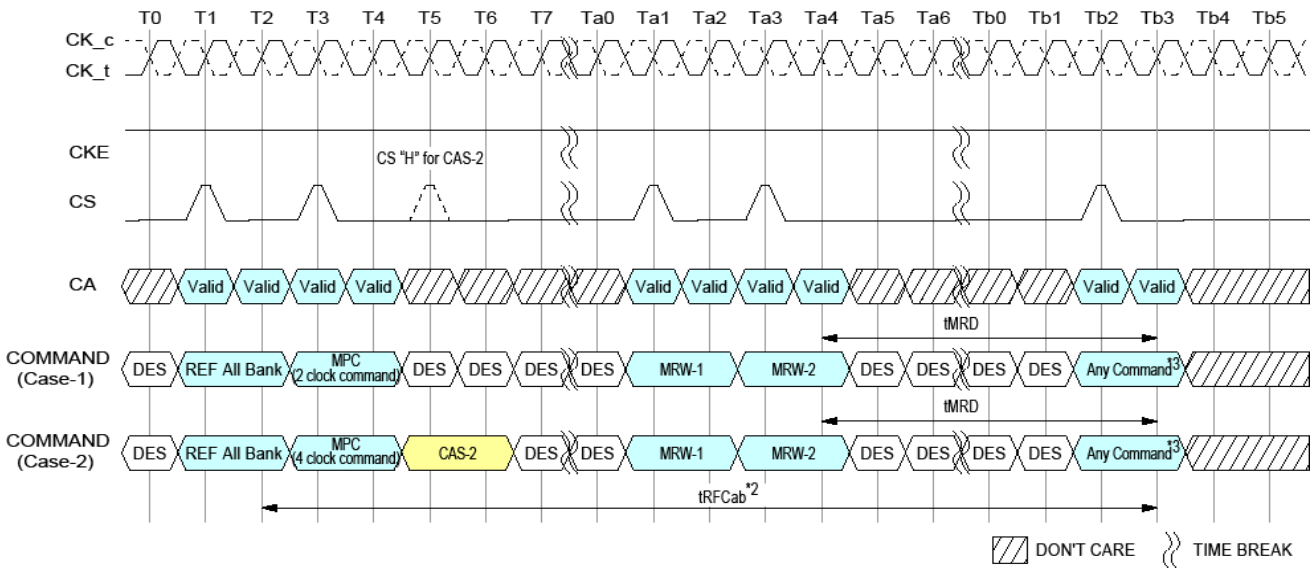 T0 T1 T2 T3 T4 T5 T6 T7 Ta0 Ta1 Ta2 Ta3 Ta4 Ta5 Ta6 Tb0 Tb1 Tb2 Tb3 Tb4 Tb5
CK_c
CK_t
CKE
CS "H" for CAS-2
CS
CA Valid Valid Valid Valid Valid Valid Valid Valid Valid Valid
tMRD
COMMAND
(Case-1)
DES REF All Bank MPC
(2 clock command)
DES DES DES DES MRW-1 MRW-2 DES DES DES DES Any Command*3
tMRD
COMMAND
(Case-2)
DES REF All Bank MPC
(4 clock command)
CAS-2 DES DES MRW-1 MRW-2 DES DES DES DES Any Command*3
tRFCab*2
DON'T CARE TIME BREAK